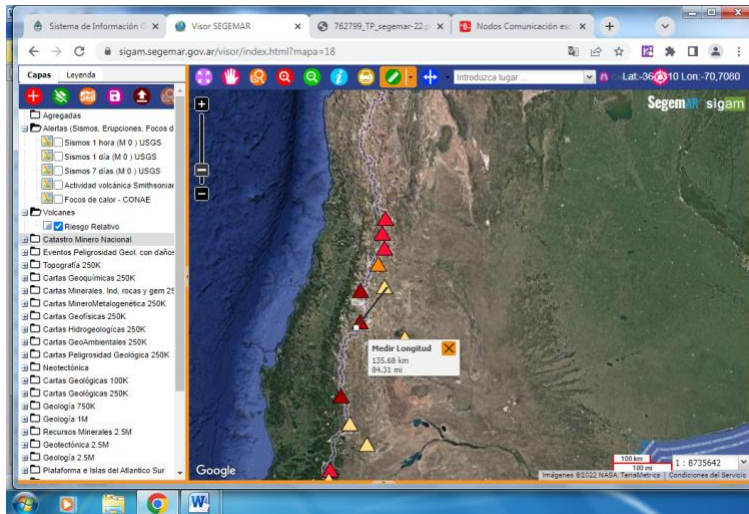 Sistema de Información G
Visor SEGEMAR
762799_TP_segemar-22.p
Nodos Comunicación esc
sigam.segemar.gov.ar/visor/index.html?mapa=18
Capas
Leyenda
Introduzca lugar ...
Lon:-70,7080
SegemAR sigam
Agregadas
Alertas (Sismos, Erupciones, Focos d
Sismos 1 hora (M 0 ) USGS
Sismos 1 día (M 0 ) USGS
Sismos 7 días (M 0 ) USGS
Actividad volcánica Smithsonian
Focos de calor - CONAE
Volcanes
Riesgo Relativo
Catastro Minero Nacional
Eventos Peligrosidad Geol. con daños
Topografía 250K
Cartas Geoquímicas 250K
Cartas Minerales, Ind. rocas y gem 25
Cartas MineroMetalogenética 250K
Cartas Geofísicas 250K
Cartas Hidrogeologícas 250K
Cartas GeoAmbientales 250K
Cartas Peligrosidad Geológica 250K
Neotectónica
Cartas Geológicas 100K
Cartas Geológicas 250K
Geología 750K
Geología 1M
Recursos Minerales 2.5M
Geotectónica 2.5M
Geología 2.5M
Plataforma e Islas del Atlantico Sur
Medir Longitud
135.68 km
84.31 mi
Google
100 km
100 mi
1 : 8735642
Imágenes ©2022 NASA, TerraMetrics
Condiciones del Servicio